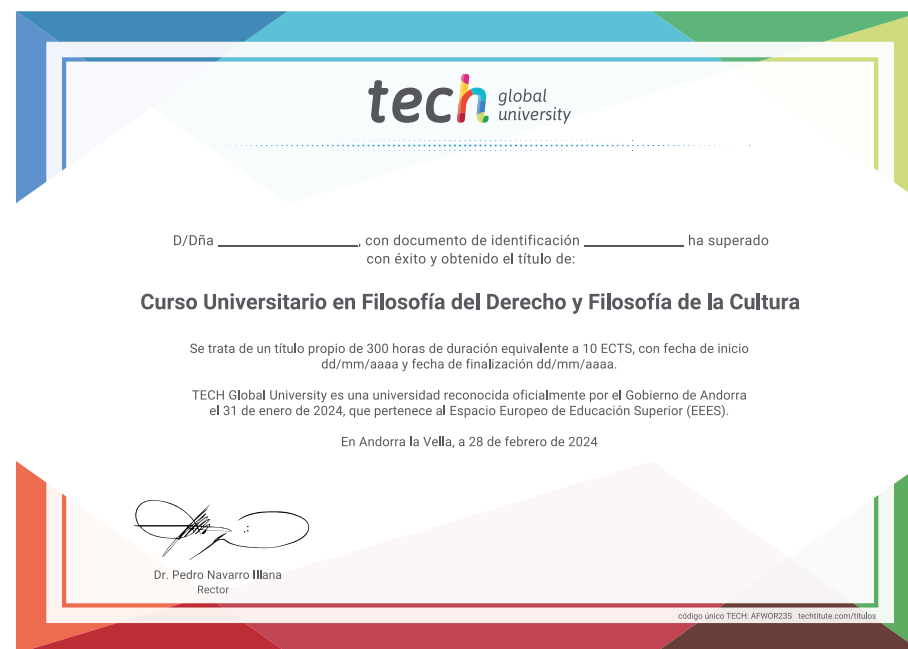 tech global university
D/Dña ____________________, con documento de identificación ______________ ha superado
con éxito y obtenido el título de:
Curso Universitario en Filosofía del Derecho y Filosofía de la Cultura
Se trata de un título propio de 300 horas de duración equivalente a 10 ECTS, con fecha de inicio
dd/mm/aaaa y fecha de finalización dd/mm/aaaa.
TECH Global University es una universidad reconocida oficialmente por el Gobierno de Andorra
el 31 de enero de 2024, que pertenece al Espacio Europeo de Educación Superior (EEES).
En Andorra la Vella, a 28 de febrero de 2024
Dr. Pedro Navarro Illana
Rector
código único TECH: AFWOR23S techtitute.com/titulos